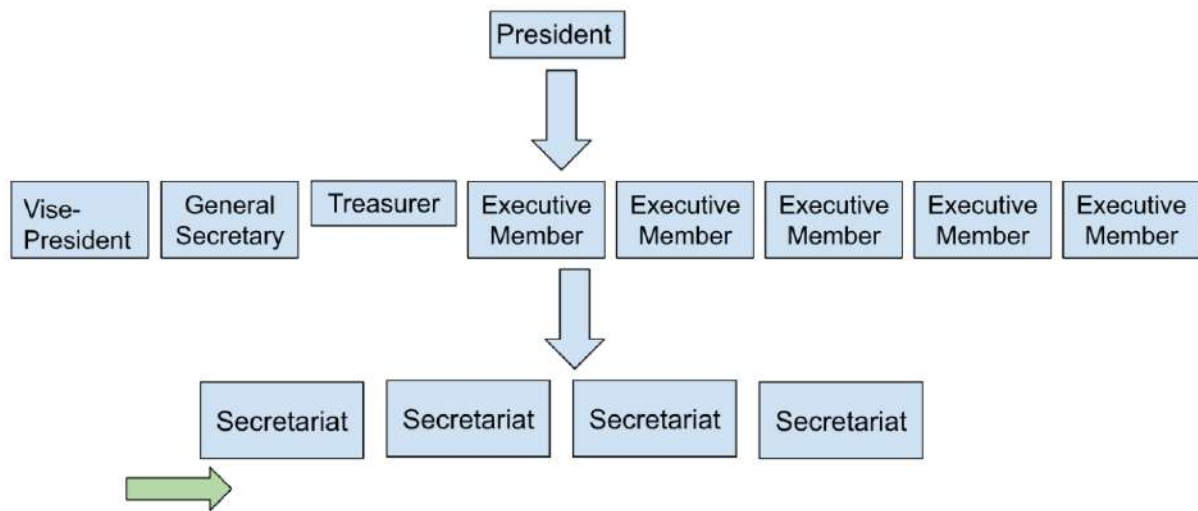 President
Vise-
President
General
Secretary
Treasurer
Executive
Member
Executive
Member
Executive
Member
Executive
Member
Executive
Member
Secretariat
Secretariat
Secretariat
Secretariat